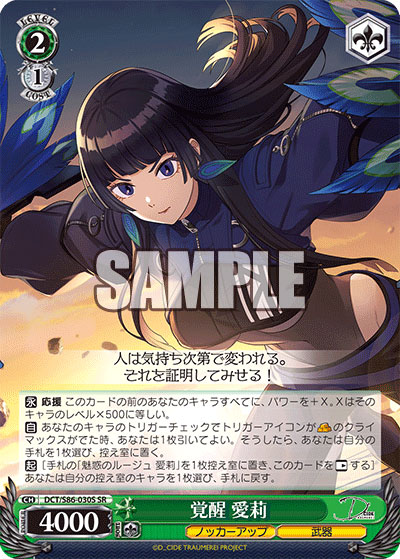 LEVEL
2
1
COST
SAMPLE
人は気持ち次第で変われる。
それを証明してみせる！
永 応援 このカードの前のあなたのキャラすべてに、パワーを＋X。Xはその
キャラのレベル×500に等しい。
自 あなたのキャラのトリガーチェックでトリガーアイコンがのクライ
マックスがでた時、あなたは1枚引いてよい。そうしたら、あなたは自分の
手札を1枚選び、控え室に置く。
起 ［手札の「魅惑のルージュ 愛莉」を1枚控え室に置き、このカードをする］
あなたは自分の控え室のキャラを1枚選び、手札に戻す。
CH DCT/S86-030S SR
POWER
4000
覚醒 愛莉
ノッカーアップ
武器
©D_CIDE TRAUMEREI PROJECT